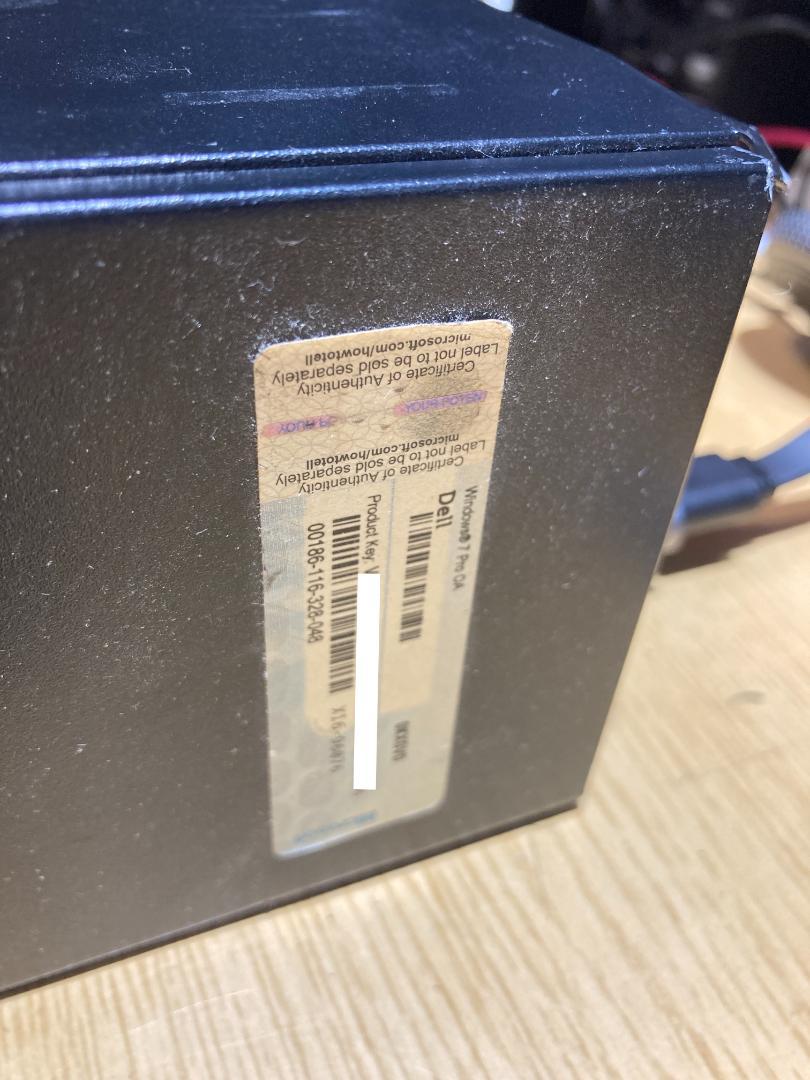 microsoft.com/howtotell
Label not to be sold separately
Certificate of Authenticity
microsoft.com/howtotell
Label not to be sold separately
Certificate of Authenticity
Windows® 7 Pro OA
Dell
Product Key: V
00186-116-328-048
X16-96076